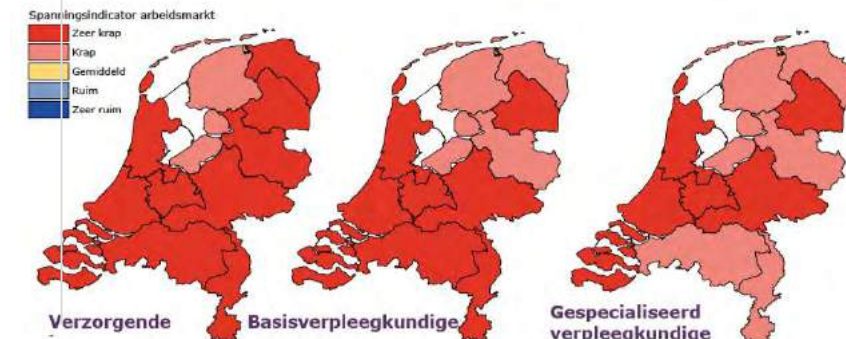 Spanningsindicator arbeidsmarkt
Zeer krap
Krap
Gemiddeld
Ruim
Zeer ruim
Verzorgende
Basisverpleegkundige
Gespecialiseerd
verpleegkundige